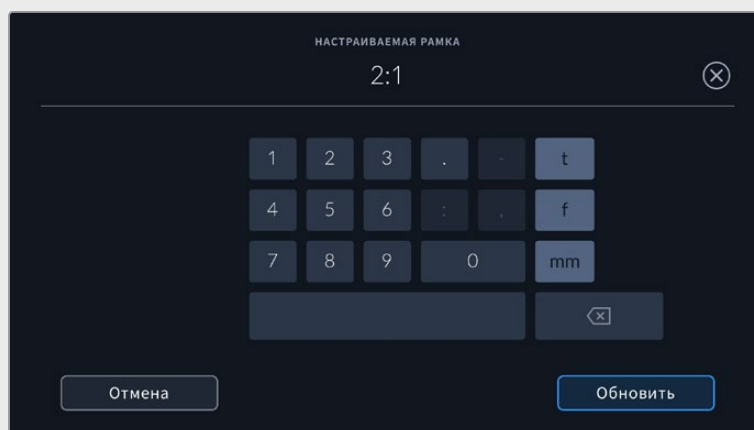 НАСТРАИВАЕМАЯ РАМКА
2:1
1 2 3 . - t
4 5 6 : , f
7 8 9 0 mm
Отмена Обновить